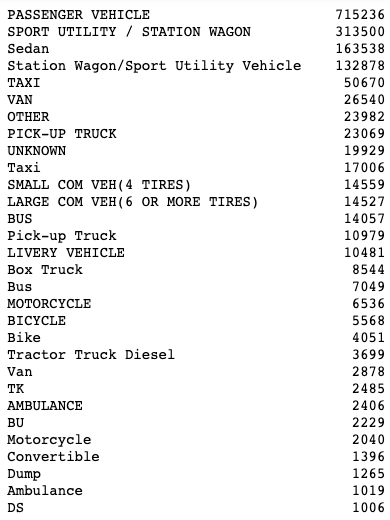 PASSENGER VEHICLE 715236
SPORT UTILITY / STATION WAGON 313500
Sedan 163538
Station Wagon/Sport Utility Vehicle 132878
TAXI 50670
VAN 26540
OTHER 23982
PICK-UP TRUCK 23069
UNKNOWN 19929
Taxi 17006
SMALL COM VEH(4 TIRES) 14559
LARGE COM VEH(6 OR MORE TIRES) 14527
BUS 14057
Pick-up Truck 10979
LIVERY VEHICLE 10481
Box Truck 8544
Bus 7049
MOTORCYCLE 6536
BICYCLE 5568
Bike 4051
Tractor Truck Diesel 3699
Van 2878
TK 2485
AMBULANCE 2406
BU 2229
Motorcycle 2040
Convertible 1396
Dump 1265
Ambulance 1019
DS 1006